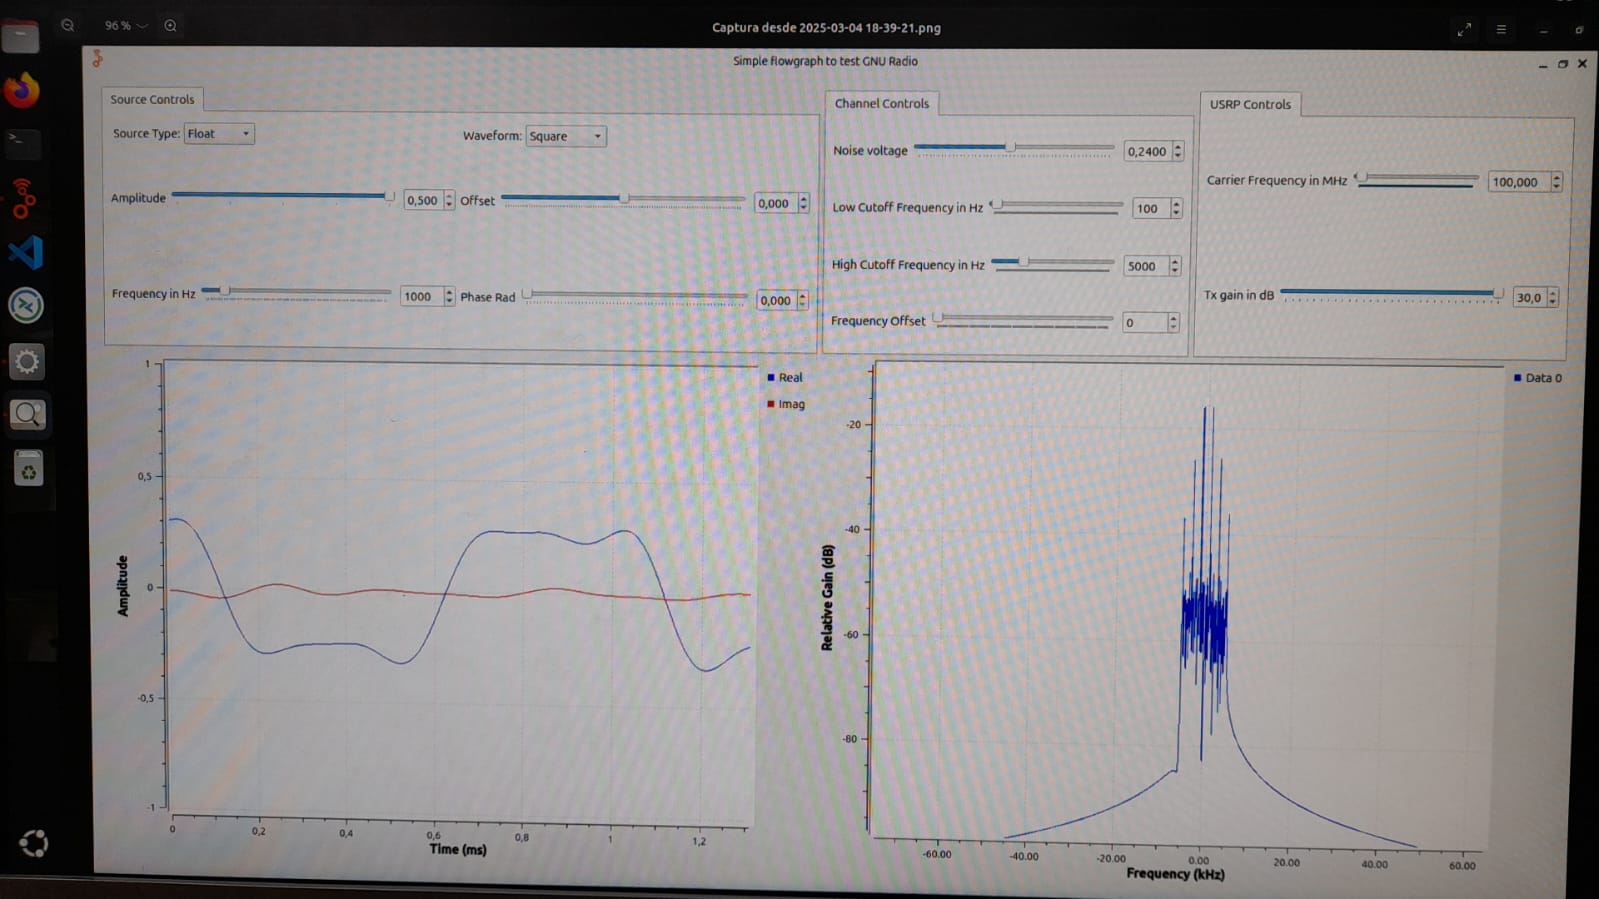 96 %
Captura desde 2025-03-04 18-39-21.png
Simple flowgraph to test GNU Radio
Source Controls
Source Type: Float
Waveform: Square
Amplitude 0,500
Offset 0,000
Frequency in Hz 1000
Phase Rad 0,000
Channel Controls
Noise voltage 0,2400
Low Cutoff Frequency in Hz 100
High Cutoff Frequency in Hz 5000
Frequency Offset 0
USRP Controls
Carrier Frequency in MHz 100,000
Tx gain in dB 30,0
Real
Imag
1
0,5
0
-0,5
-1
Amplitude
0 0,2 0,4 0,6 0,8 1 1,2
Time (ms)
Data 0
-20
-40
-60
-80
Relative Gain (dB)
-60.00 -40.00 -20.00 0.00 20.00 40.00 60.00
Frequency (kHz)